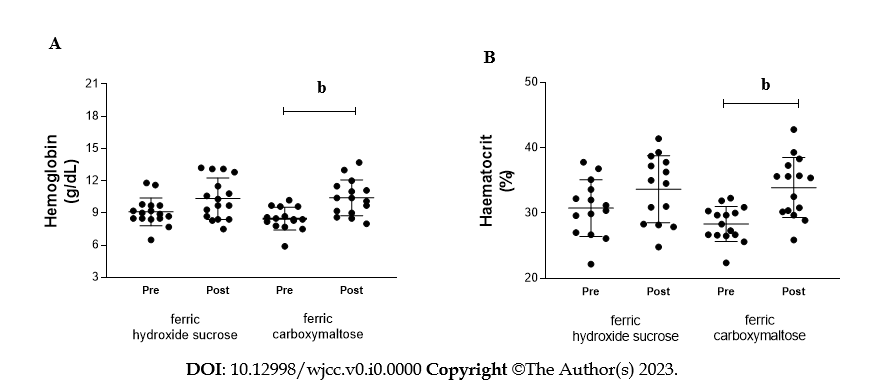 A
Hemoglobin
(g/dL)
21
18
15
12
9
6
3
b
Pre
Post
Pre
Post
ferric
hydroxide sucrose
ferric
carboxymaltose
B
Haematocrit
(%)
50
40
30
20
b
Pre
Post
Pre
Post
ferric
hydroxide sucrose
ferric
carboxymaltose
DOI: 10.12998/wjcc.v0.i0.0000 Copyright ©The Author(s) 2023.